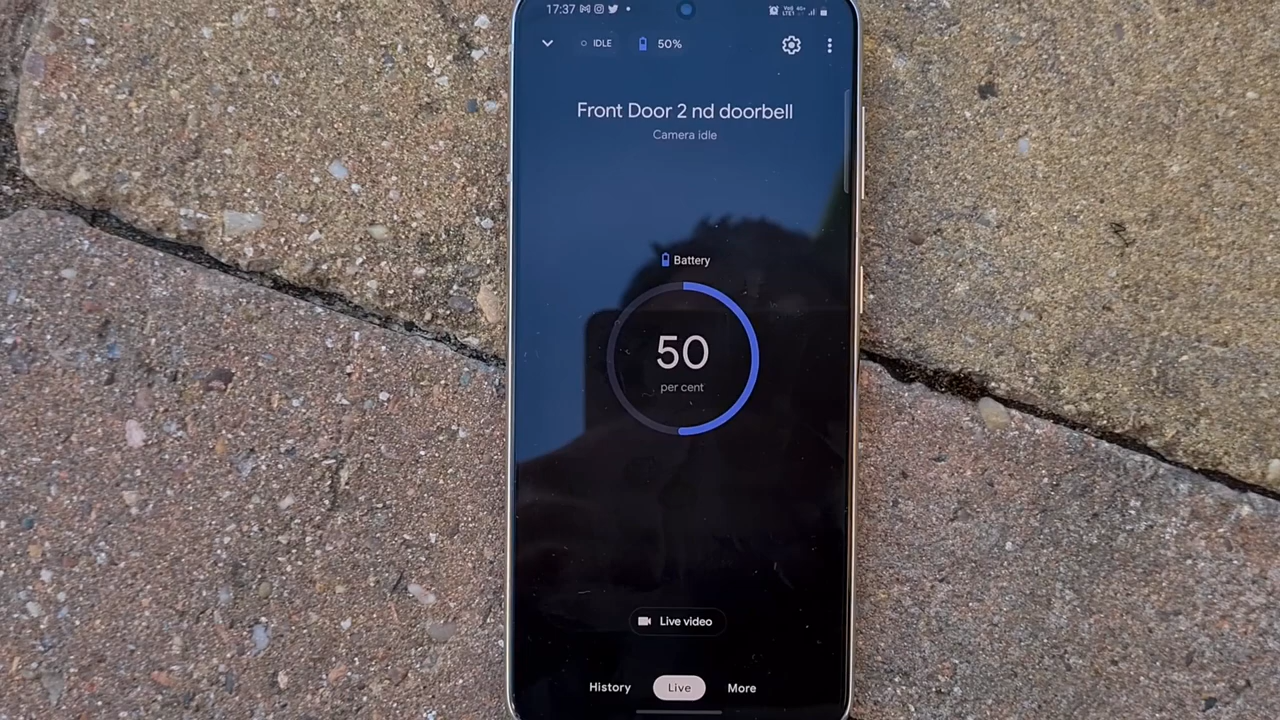 17:37
IDLE 50%
Front Door 2 nd doorbell
Camera idle
Battery
50
per cent
Live video
History Live More